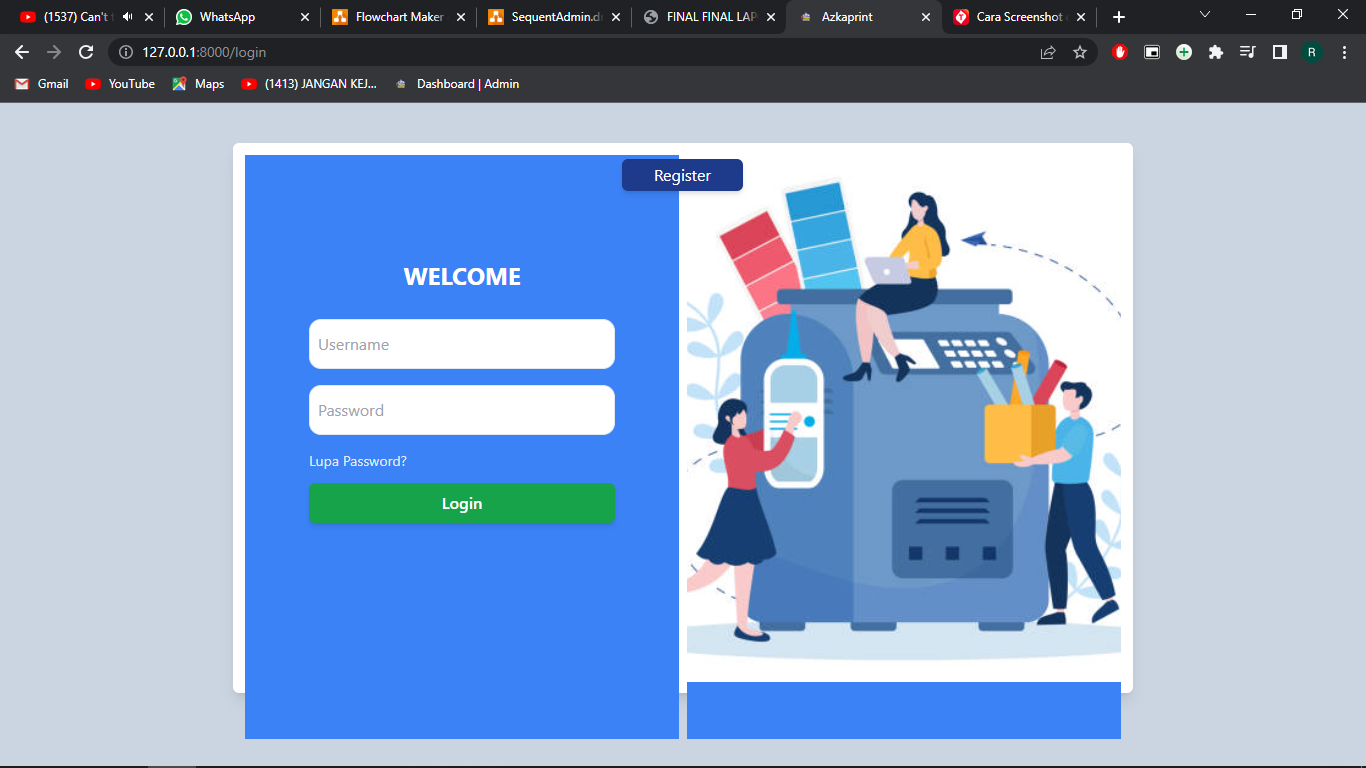 (1537) Can't
WhatsApp
Flowchart Maker
SequentAdmin.d
FINAL FINAL LAP
Azkaprint
Cara Screenshot
127.0.0.1:8000/login
R
Gmail
YouTube
Maps
(1413) JANGAN KEJ...
Dashboard | Admin
Register
WELCOME
Username
Password
Lupa Password?
Login